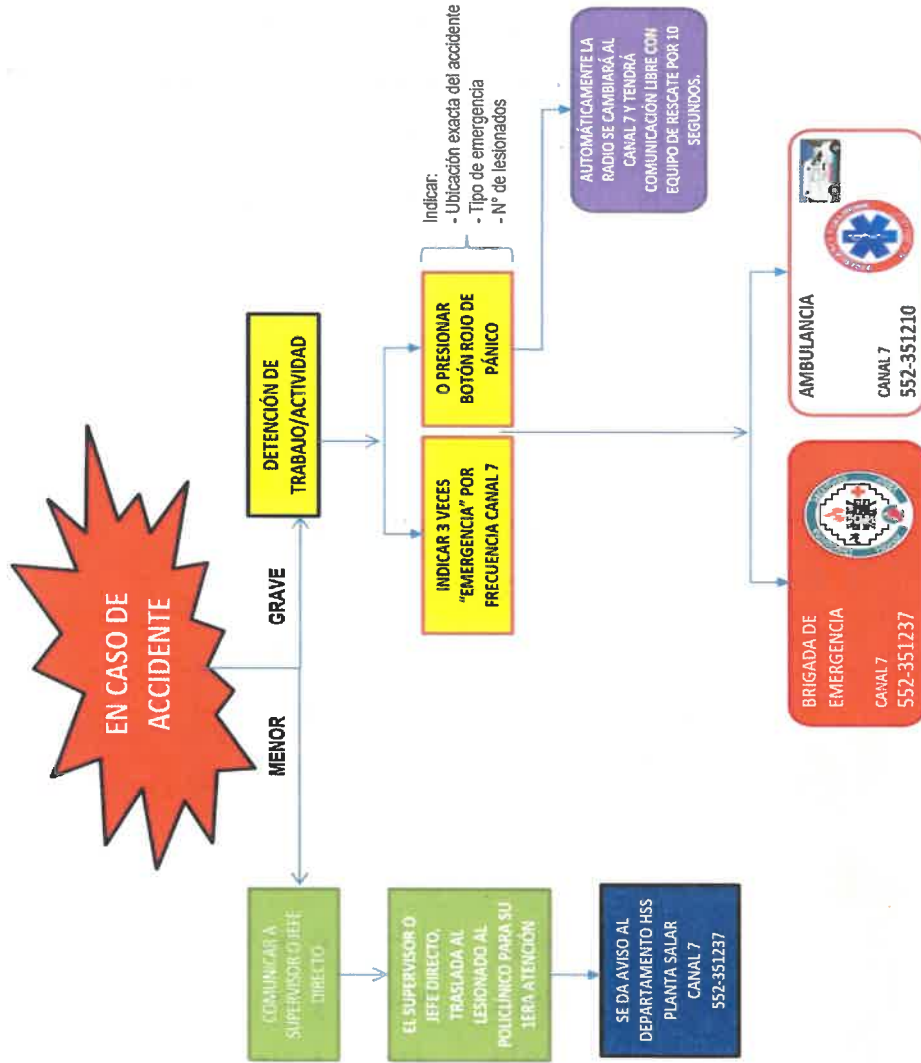 EN CASO DE
ACCIDENTE
MENOR
GRAVE
COMUNICAR A
SUPERVISOR O JEFE
DIRECTO
EL SUPERVISOR O
JEFE DIRECTO,
TRASLADA AL
LESIONADO AL
POLICLÍNICO PARA SU
1ERA ATENCIÓN
SE DA AVISO AL
DEPARTAMENTO HSS
PLANTA SALAR
CANAL 7
552-351237
DETENCIÓN DE
TRABAJO/ACTIVIDAD
INDICAR 3 VECES
"EMERGENCIA" POR
FRECUENCIA CANAL 7
O PRESIONAR
BOTÓN ROJO DE
PÁNICO
Indicar:
- Ubicación exacta del accidente
- Tipo de emergencia
- N° de lesionados
AUTOMÁTICAMENTE LA
RADIO SE CAMBIARÁ AL
CANAL 7 Y TENDRÁ
COMUNICACIÓN LIBRE CON
EQUIPO DE RESCATE POR 10
SEGUNDOS.
BRIGADA DE
EMERGENCIA
CANAL 7
552-351237
AMBULANCIA
CANAL 7
552-351210